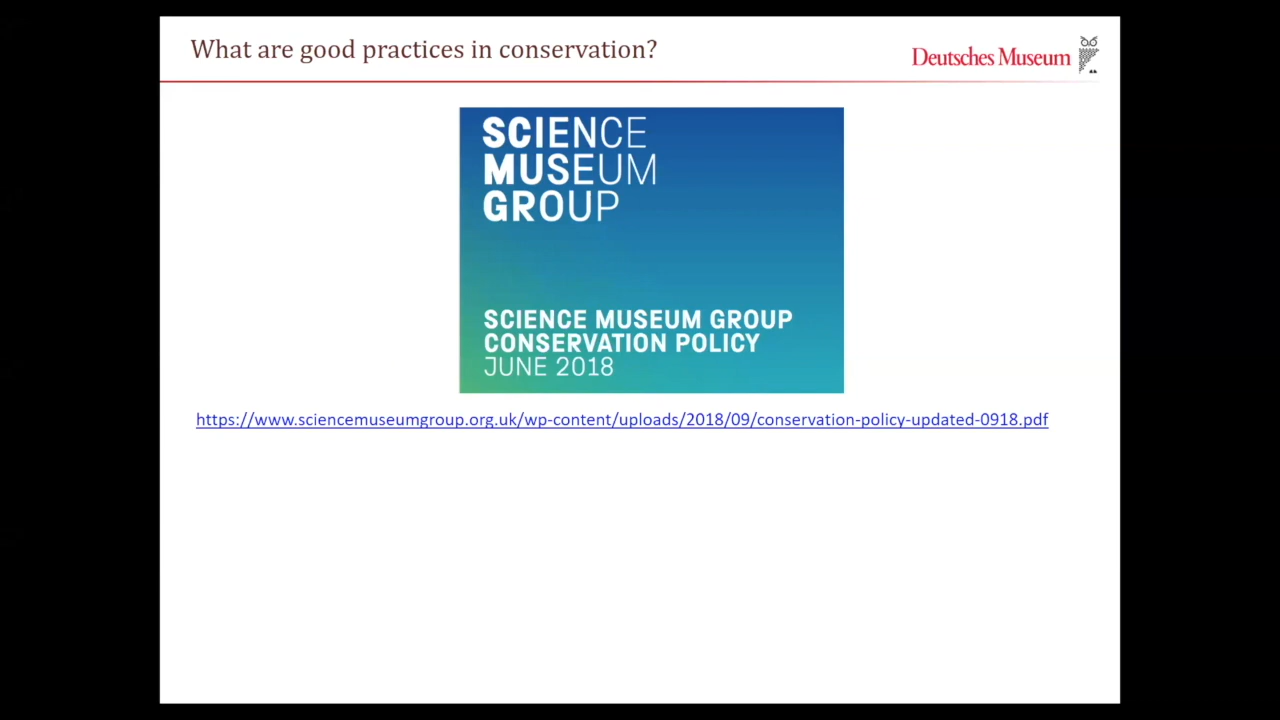 What are good practices in conservation?
Deutsches Museum
SCIENCE
MUSEUM
GROUP
SCIENCE MUSEUM GROUP
CONSERVATION POLICY
JUNE 2018
https://www.sciencemuseumgroup.org.uk/wp-content/uploads/2018/09/conservation-policy-updated-0918.pdf